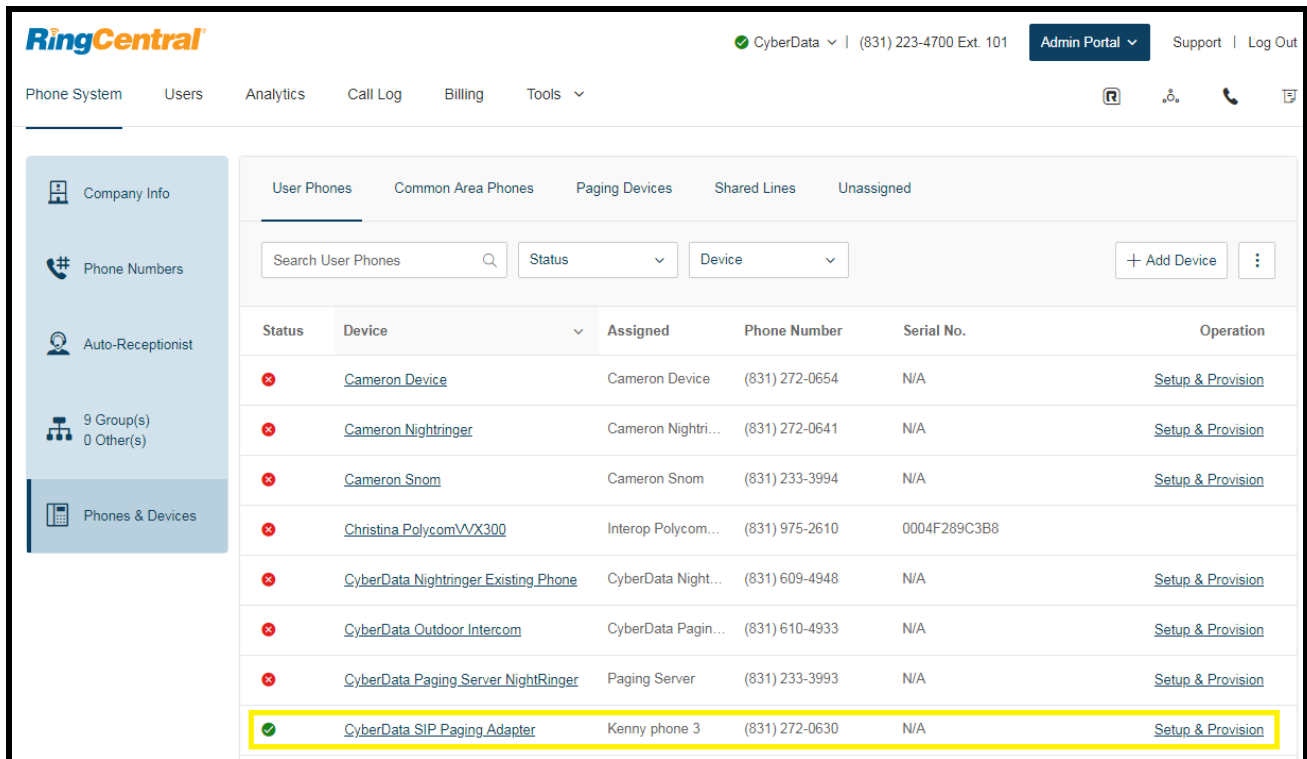 RingCentral®
CyberData | (831) 223-4700 Ext. 101 Admin Portal Support | Log Out
Phone System Users Analytics Call Log Billing Tools
Company Info
Phone Numbers
Auto-Receptionist
9 Group(s)
0 Other(s)
Phones & Devices
User Phones Common Area Phones Paging Devices Shared Lines Unassigned
Search User Phones Status Device + Add Device
Status Device Assigned Phone Number Serial No. Operation
Cameron Device Cameron Device (831) 272-0654 N/A Setup & Provision
Cameron Nightringer Cameron Nightri... (831) 272-0641 N/A Setup & Provision
Cameron Snom Cameron Snom (831) 233-3994 N/A Setup & Provision
Christina PolycomVVX300 Interop Polycom... (831) 975-2610 0004F289C3B8
CyberData Nightringer Existing Phone CyberData Night... (831) 609-4948 N/A Setup & Provision
CyberData Outdoor Intercom CyberData Pagin... (831) 610-4933 N/A Setup & Provision
CyberData Paging Server NightRinger Paging Server (831) 233-3993 N/A Setup & Provision
CyberData SIP Paging Adapter Kenny phone 3 (831) 272-0630 N/A Setup & Provision